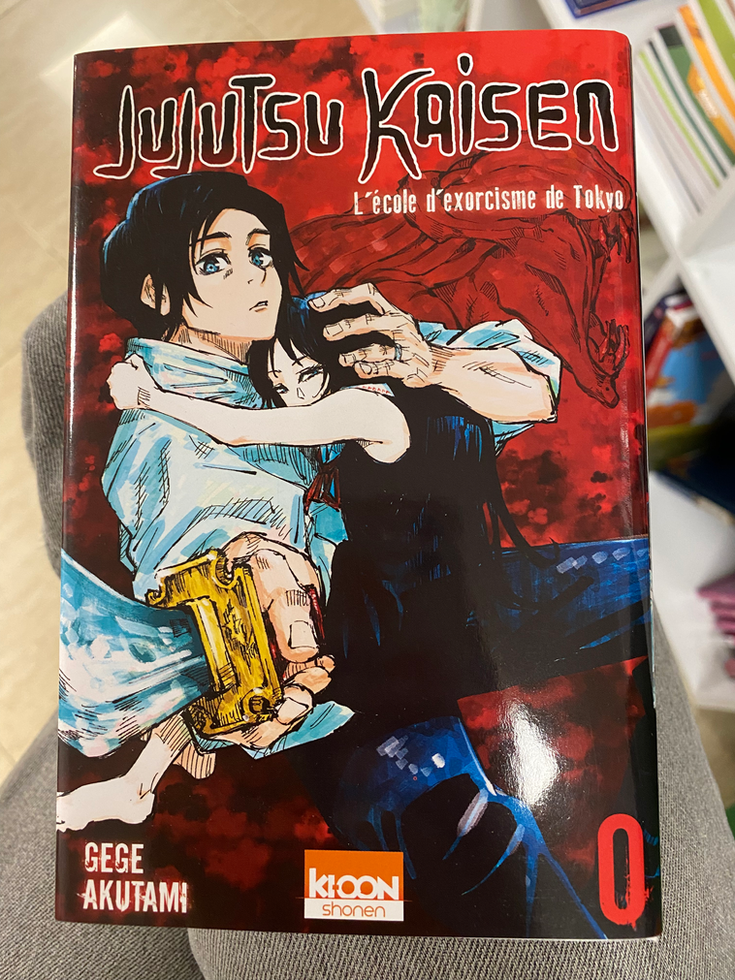 JUJUTSU KAISEN
L'école d'exorcisme de Tokyo
GEGE
AKUTAMI
KI-OON
shonen
0